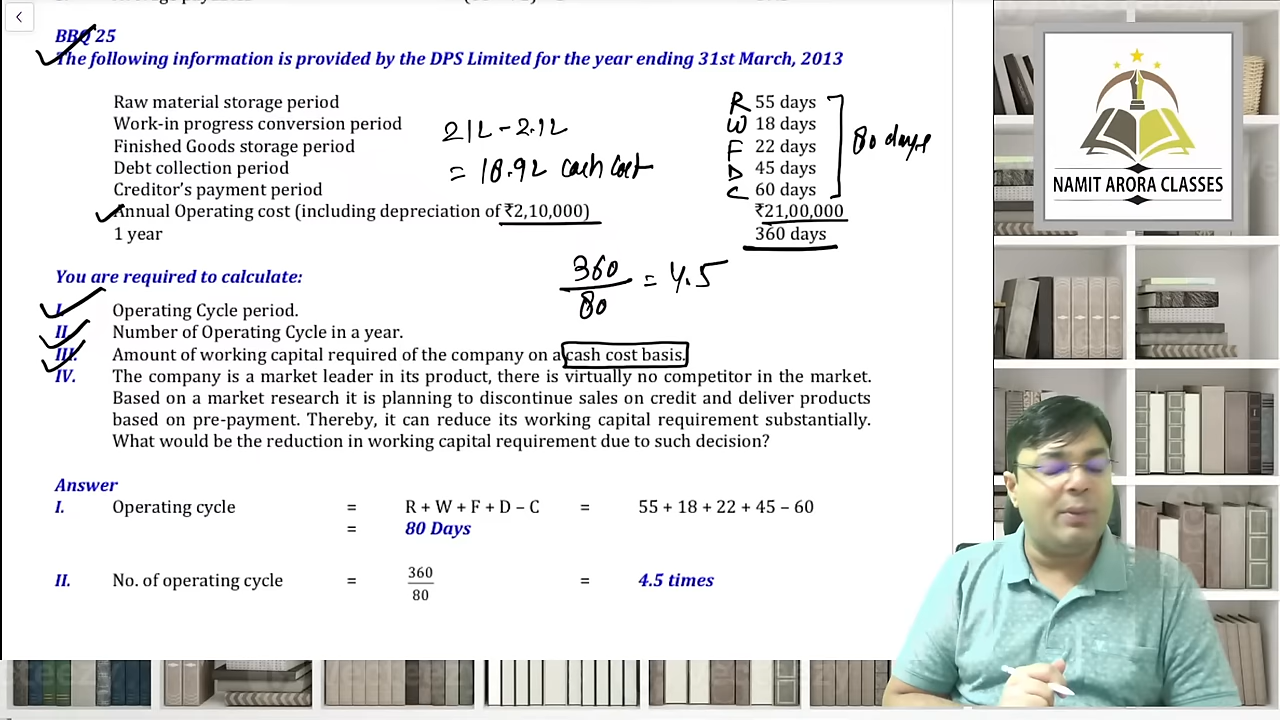 BBQ 25
The following information is provided by the DPS Limited for the year ending 31st March, 2013
Raw material storage period R 55 days
Work-in progress conversion period W 18 days
Finished Goods storage period F 22 days
Debt collection period D 45 days
Creditor's payment period C 60 days
80 days
21L - 2.1L
= 18.9L cash cost
Annual Operating cost (including depreciation of ₹2,10,000) ₹21,00,000
1 year 360 days
You are required to calculate:
360
80
= 4.5
I. Operating Cycle period.
II. Number of Operating Cycle in a year.
III. Amount of working capital required of the company on a cash cost basis.
IV. The company is a market leader in its product, there is virtually no competitor in the market.
Based on a market research it is planning to discontinue sales on credit and deliver products
based on pre-payment. Thereby, it can reduce its working capital requirement substantially.
What would be the reduction in working capital requirement due to such decision?
Answer
I. Operating cycle = R + W + F + D – C = 55 + 18 + 22 + 45 – 60
= 80 Days
II. No. of operating cycle = 360 = 4.5 times
80
NAMIT ARORA CLASSES